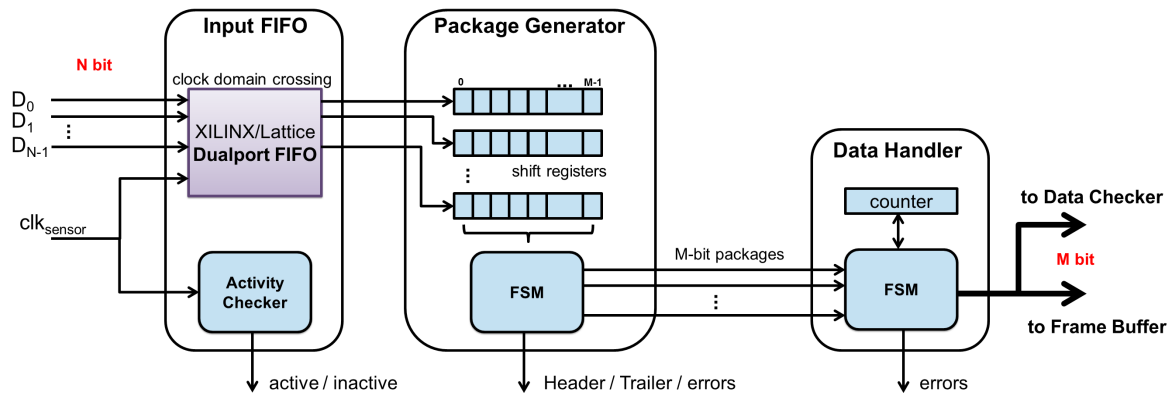 Input FIFO
Package Generator
N bit
clock domain crossing
0 ... M-1
D0
D1
⋮
DN-1
XILINX/Lattice
Dualport FIFO
shift registers
⋮
Data Handler
counter
to Data Checker
clksensor
M-bit packages
M bit
Activity
Checker
FSM
⋮
FSM
to Frame Buffer
active / inactive
Header / Trailer / errors
errors